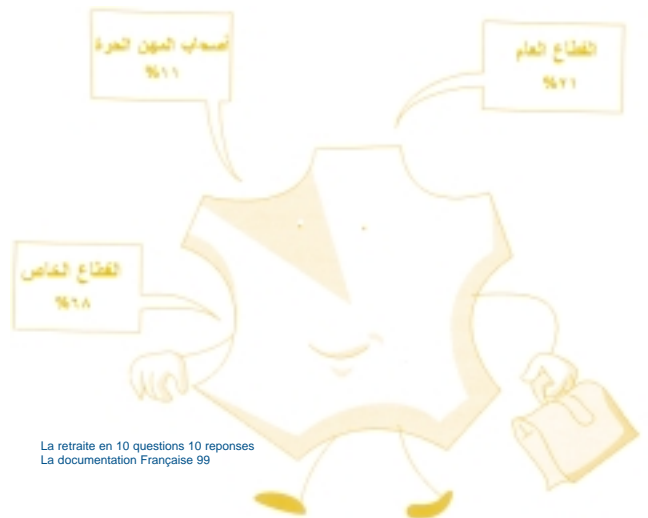 أصحاب المهن الحرة
%١١
القطاع العام
%٢١
القطاع الخاص
%٦٨
La retraite en 10 questions 10 reponses
La documentation Française 99